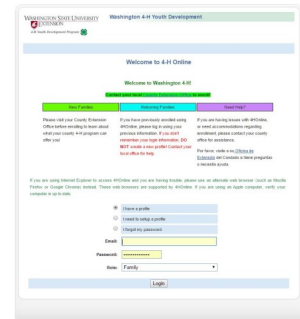 WASHINGTON STATE UNIVERSITY
EXTENSION
4-H Youth Development Program
Washington 4-H Youth Development
Welcome to 4-H Online
Welcome to Washington 4-H!
Contact your local County Extension Office to enroll!
New Families
Please visit your County Extension
Office before enrolling to learn about
what your county 4-H program can
offer you!
Returning Families
If you have previously enrolled using
4HOnline, please log in using your
previous information. If you don't
remember your login information, DO
NOT create a new profile! Contact your
local office for help.
Need Help?
If you are having issues with 4HOnline,
or need accommodations regarding
enrollment, please contact your county
office for assistance.
Por favor, visite a su Oficina de
Extensión del Condado si tiene preguntas
o necesita ayuda.
If you are using Internet Explorer to access 4HOnline and you are having trouble, please use an alternate web browser (such as Mozilla
Firefox or Google Chrome) instead. These web browsers are supported by 4HOnline. If you are using an Apple computer, verify your
computer is up to date.
I have a profile
I need to setup a profile
I forgot my password
Email:
Password:
Role: Family
Login